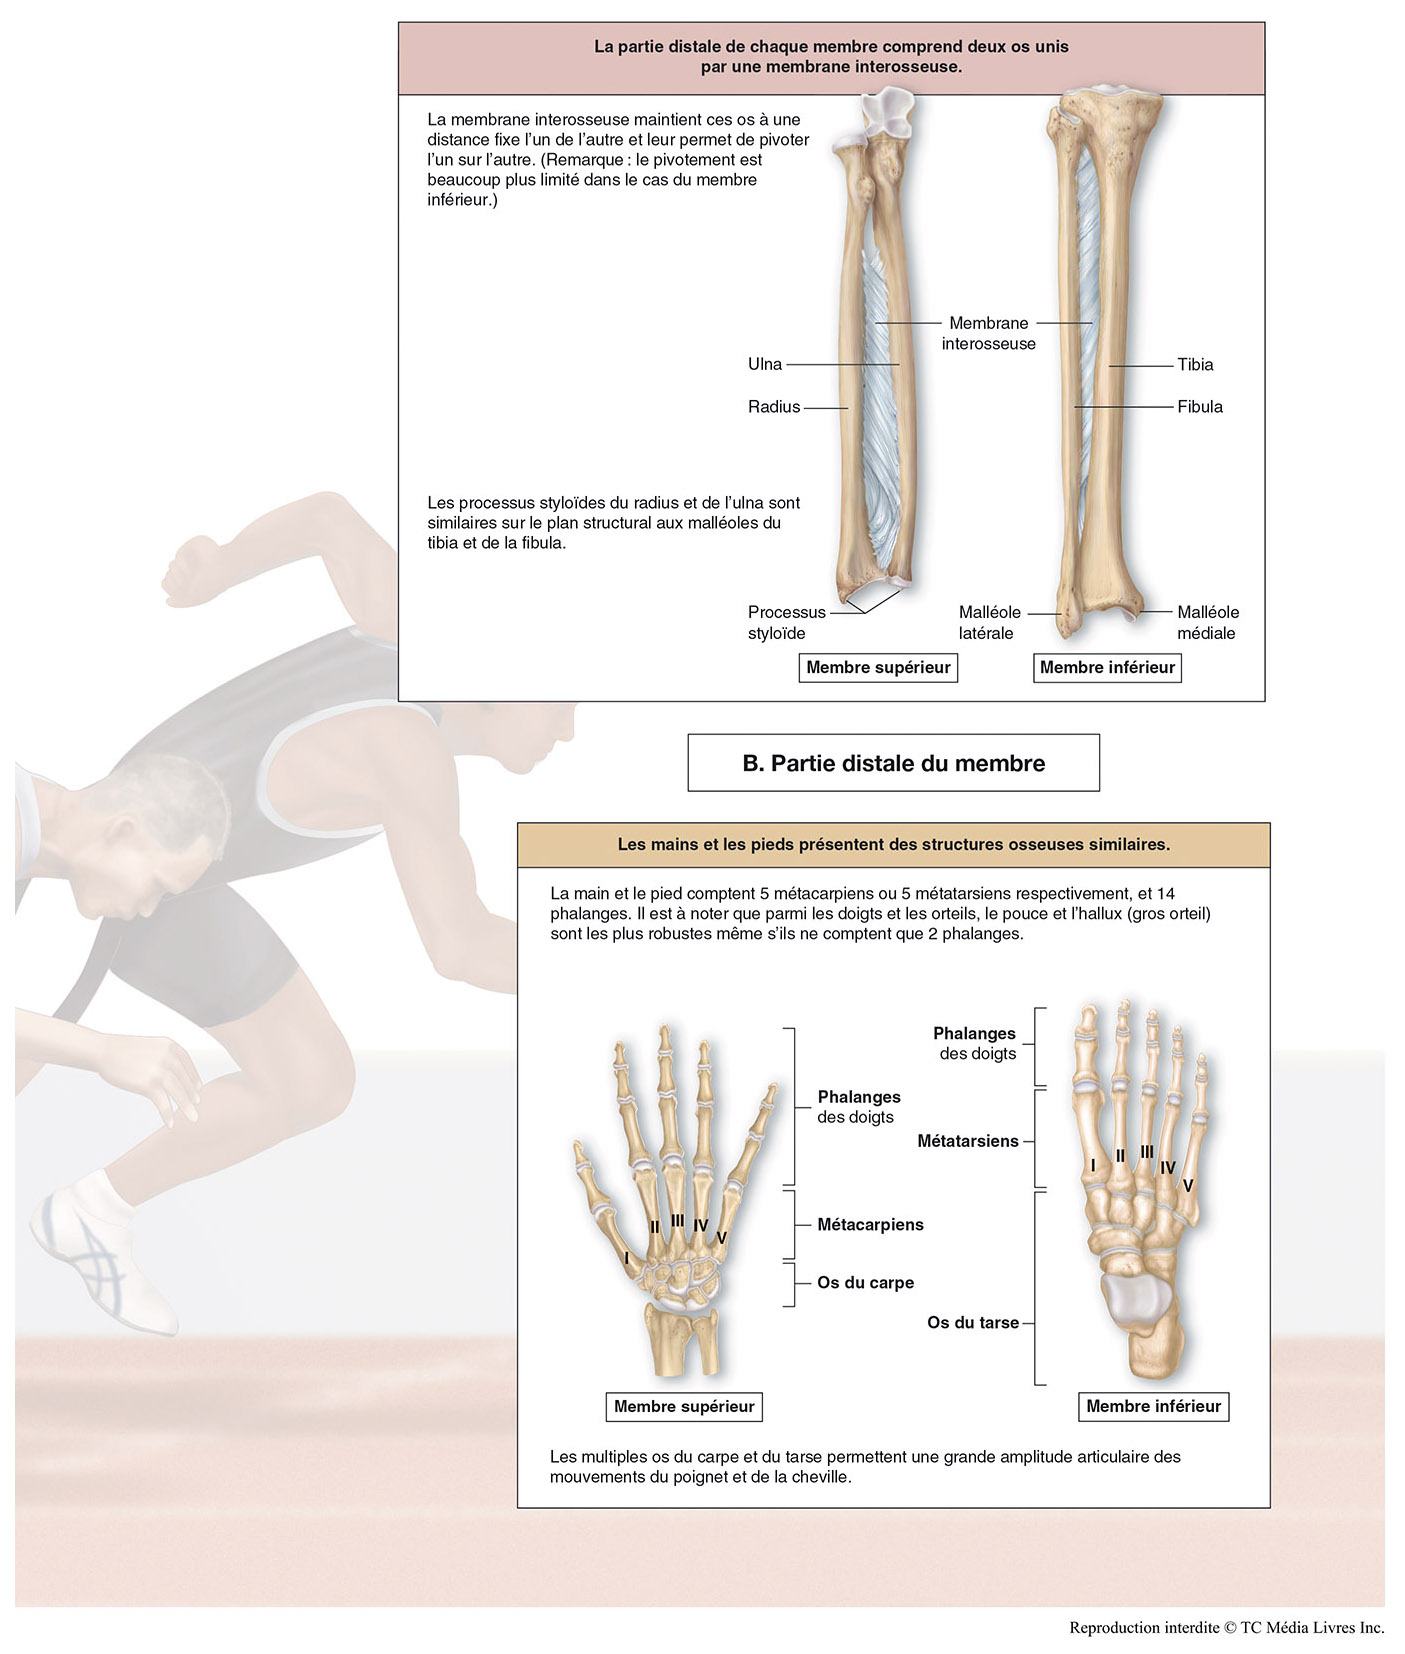 La partie distale de chaque membre comprend deux os unis
par une membrane interosseuse.
La membrane interosseuse maintient ces os à une
distance fixe l'un de l'autre et leur permet de pivoter
l'un sur l'autre. (Remarque : le pivotement est
beaucoup plus limité dans le cas du membre
inférieur.)
Membrane
interosseuse
Ulna
Tibia
Radius
Fibula
Les processus styloïdes du radius et de l'ulna sont
similaires sur le plan structural aux malléoles du
tibia et de la fibula.
Processus
styloïde
Malléole
latérale
Malléole
médiale
Membre supérieur
Membre inférieur
B. Partie distale du membre
Les mains et les pieds présentent des structures osseuses similaires.
La main et le pied comptent 5 métacarpiens ou 5 métatarsiens respectivement, et 14
phalanges. Il est à noter que parmi les doigts et les orteils, le pouce et l'hallux (gros orteil)
sont les plus robustes même s'ils ne comptent que 2 phalanges.
Phalanges
des doigts
Métacarpiens
Os du carpe
I
II
III
IV
V
Membre supérieur
Phalanges
des doigts
Métatarsiens
Os du tarse
I
II
III
IV
V
Membre inférieur
Les multiples os du carpe et du tarse permettent une grande amplitude articulaire des
mouvements du poignet et de la cheville.
Reproduction interdite © TC Média Livres Inc.